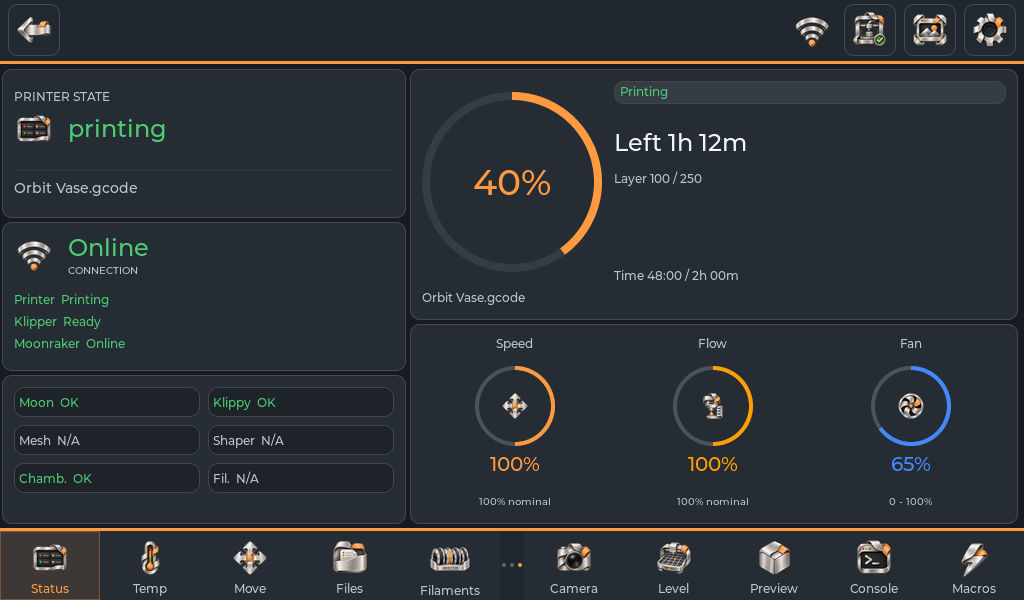 PRINTER STATE
printing
Orbit Vase.gcode
Online
CONNECTION
Printer Printing
Klipper Ready
Moonraker Online
Moon OK
Klippy OK
Mesh N/A
Shaper N/A
Chamb. OK
Fil. N/A
Printing
40%
Left 1h 12m
Layer 100 / 250
Time 48:00 / 2h 00m
Orbit Vase.gcode
Speed
Flow
Fan
100%
100%
65%
100% nominal
100% nominal
0 - 100%
Status
Temp
Move
Files
Filaments
Camera
Level
Preview
Console
Macros